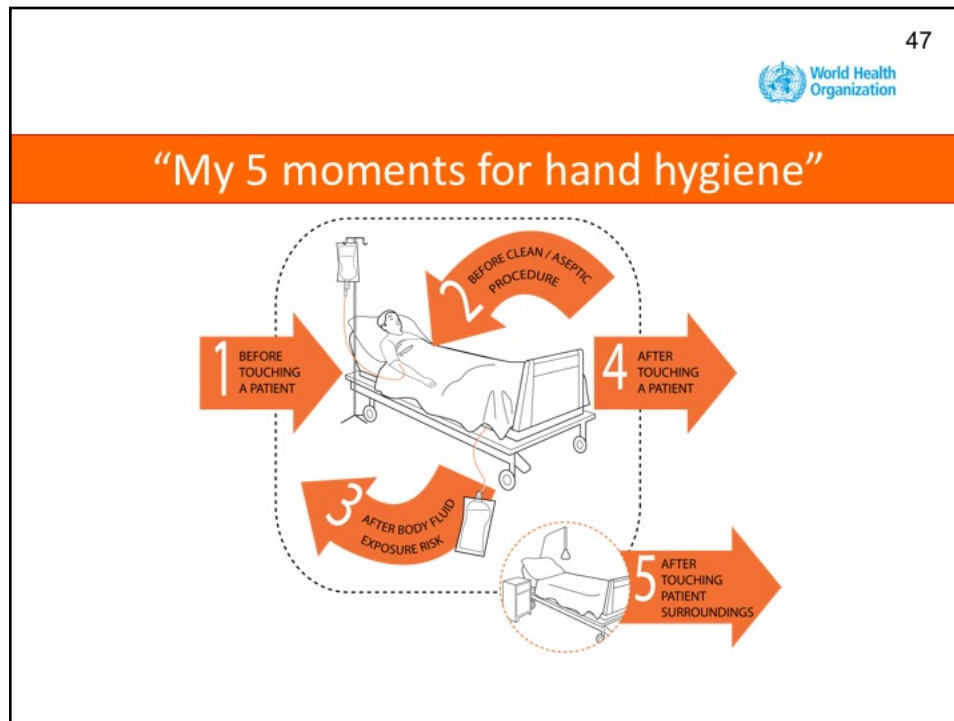 47
World Health
Organization
“My 5 moments for hand hygiene”
1
BEFORE
TOUCHING
A PATIENT
2
BEFORE CLEAN / ASEPTIC
PROCEDURE
3
AFTER BODY FLUID
EXPOSURE RISK
4
AFTER
TOUCHING
A PATIENT
5
AFTER
TOUCHING
PATIENT
SURROUNDINGS